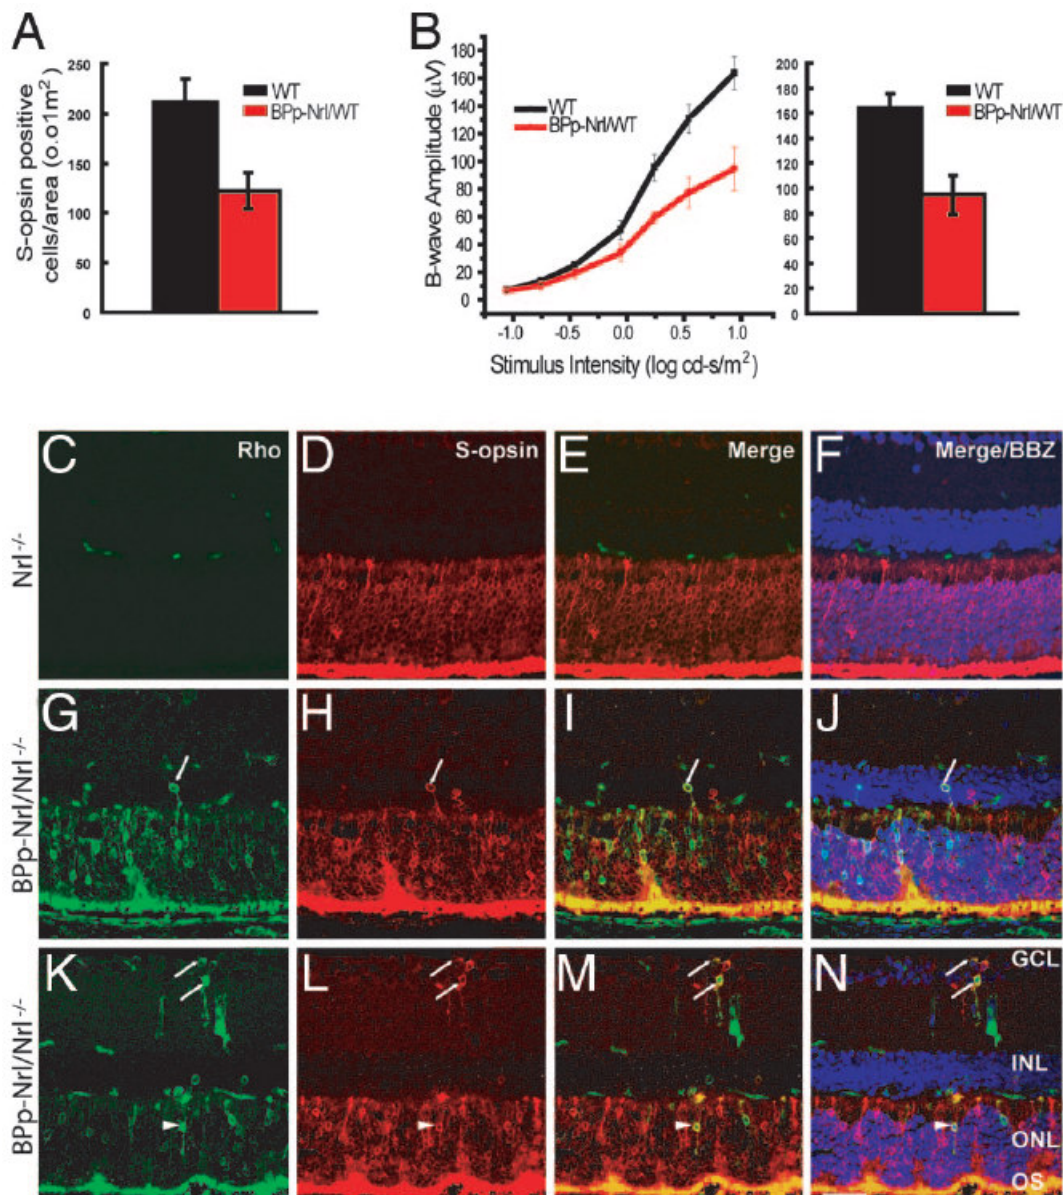 A
S-opsin positive
cells/area (o.o1m²)
250
200
150
100
50
0
WT
BPp-Nrl/WT
B
B-wave Amplitude (μV)
180
160
140
120
100
80
60
40
20
0
WT
BPp-Nrl/WT
-1.0 -0.5 0.0 0.5 1.0
Stimulus Intensity (log cd-s/m²)
200
180
160
140
120
100
80
60
40
20
0
WT
BPp-Nrl/WT
Nrl⁻/⁻
C Rho
D S-opsin
E Merge
F Merge/BBZ
BPp-Nrl/Nrl⁻/⁻
G
H
I
J
BPp-Nrl/Nrl⁻/⁻
K
L
M
N
GCL
INL
ONL
OS